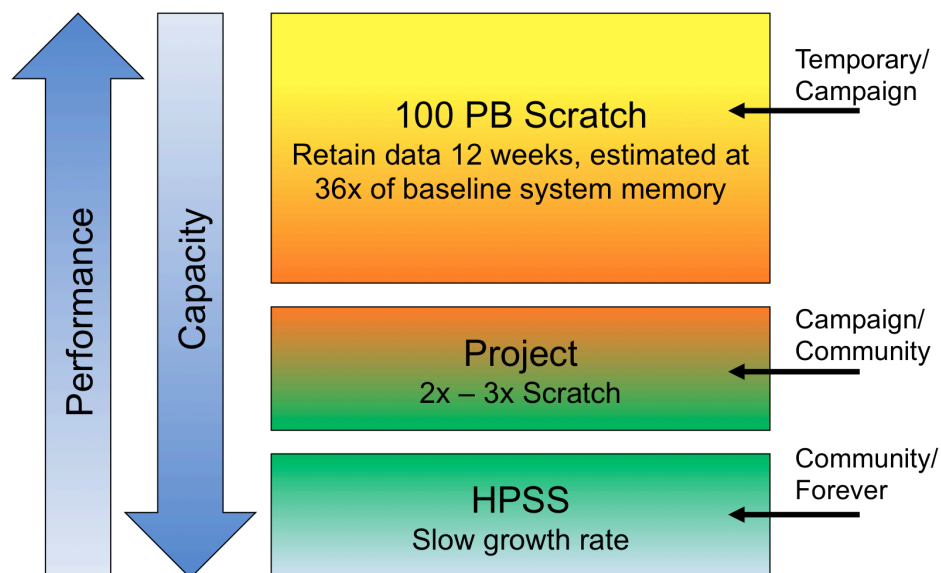 Performance
Capacity
100 PB Scratch
Retain data 12 weeks, estimated at
36x of baseline system memory
Temporary/
Campaign
Project
2x – 3x Scratch
Campaign/
Community
HPSS
Slow growth rate
Community/
Forever